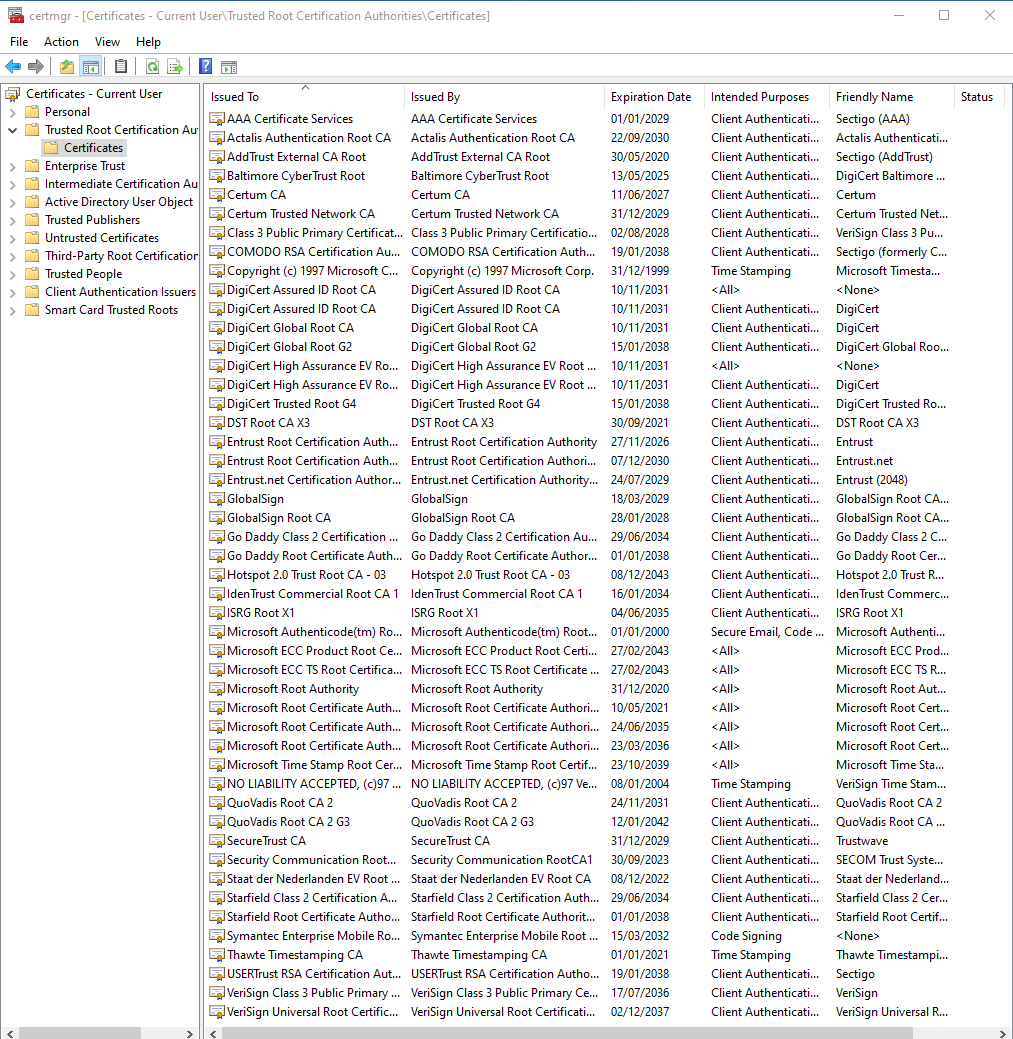 certmgr - [Certificates - Current User\Trusted Root Certification Authorities\Certificates]
File Action View Help
Certificates - Current User
Personal
Trusted Root Certification Au
Certificates
Enterprise Trust
Intermediate Certification Au
Active Directory User Object
Trusted Publishers
Untrusted Certificates
Third-Party Root Certification
Trusted People
Client Authentication Issuers
Smart Card Trusted Roots
Issued To Issued By Expiration Date Intended Purposes Friendly Name Status
AAA Certificate Services AAA Certificate Services 01/01/2029 Client Authenticati... Sectigo (AAA)
Actalis Authentication Root CA Actalis Authentication Root CA 22/09/2030 Client Authenticati... Actalis Authenticati...
AddTrust External CA Root AddTrust External CA Root 30/05/2020 Client Authenticati... Sectigo (AddTrust)
Baltimore CyberTrust Root Baltimore CyberTrust Root 13/05/2025 Client Authenticati... DigiCert Baltimore ...
Certum CA Certum CA 11/06/2027 Client Authenticati... Certum
Certum Trusted Network CA Certum Trusted Network CA 31/12/2029 Client Authenticati... Certum Trusted Net...
Class 3 Public Primary Certificat... Class 3 Public Primary Certificatio... 02/08/2028 Client Authenticati... VeriSign Class 3 Pu...
COMODO RSA Certification Au... COMODO RSA Certification Auth... 19/01/2038 Client Authenticati... Sectigo (formerly C...
Copyright (c) 1997 Microsoft C... Copyright (c) 1997 Microsoft Corp. 31/12/1999 Time Stamping Microsoft Timesta...
DigiCert Assured ID Root CA DigiCert Assured ID Root CA 10/11/2031 <All> <None>
DigiCert Assured ID Root CA DigiCert Assured ID Root CA 10/11/2031 Client Authenticati... DigiCert
DigiCert Global Root CA DigiCert Global Root CA 10/11/2031 Client Authenticati... DigiCert
DigiCert Global Root G2 DigiCert Global Root G2 15/01/2038 Client Authenticati... DigiCert Global Roo...
DigiCert High Assurance EV Ro... DigiCert High Assurance EV Root ... 10/11/2031 <All> <None>
DigiCert High Assurance EV Ro... DigiCert High Assurance EV Root ... 10/11/2031 Client Authenticati... DigiCert
DigiCert Trusted Root G4 DigiCert Trusted Root G4 15/01/2038 Client Authenticati... DigiCert Trusted Ro...
DST Root CA X3 DST Root CA X3 30/09/2021 Client Authenticati... DST Root CA X3
Entrust Root Certification Auth... Entrust Root Certification Authority 27/11/2026 Client Authenticati... Entrust
Entrust Root Certification Auth... Entrust Root Certification Authori... 07/12/2030 Client Authenticati... Entrust.net
Entrust.net Certification Author... Entrust.net Certification Authority... 24/07/2029 Client Authenticati... Entrust (2048)
GlobalSign GlobalSign 18/03/2029 Client Authenticati... GlobalSign Root CA...
GlobalSign Root CA GlobalSign Root CA 28/01/2028 Client Authenticati... GlobalSign Root CA...
Go Daddy Class 2 Certification ... Go Daddy Class 2 Certification Au... 29/06/2034 Client Authenticati... Go Daddy Class 2 C...
Go Daddy Root Certificate Auth... Go Daddy Root Certificate Author... 01/01/2038 Client Authenticati... Go Daddy Root Cer...
Hotspot 2.0 Trust Root CA - 03 Hotspot 2.0 Trust Root CA - 03 08/12/2043 Client Authenticati... Hotspot 2.0 Trust R...
IdenTrust Commercial Root CA 1 IdenTrust Commercial Root CA 1 16/01/2034 Client Authenticati... IdenTrust Commerc...
ISRG Root X1 ISRG Root X1 04/06/2035 Client Authenticati... ISRG Root X1
Microsoft Authenticode(tm) Ro... Microsoft Authenticode(tm) Root... 01/01/2000 Secure Email, Code ... Microsoft Authenti...
Microsoft ECC Product Root Ce... Microsoft ECC Product Root Certi... 27/02/2043 <All> Microsoft ECC Prod...
Microsoft ECC TS Root Certifica... Microsoft ECC TS Root Certificate ... 27/02/2043 <All> Microsoft ECC TS R...
Microsoft Root Authority Microsoft Root Authority 31/12/2020 <All> Microsoft Root Aut...
Microsoft Root Certificate Auth... Microsoft Root Certificate Authori... 10/05/2021 <All> Microsoft Root Cert...
Microsoft Root Certificate Auth... Microsoft Root Certificate Authori... 24/06/2035 <All> Microsoft Root Cert...
Microsoft Root Certificate Auth... Microsoft Root Certificate Authori... 23/03/2036 <All> Microsoft Root Cert...
Microsoft Time Stamp Root Cer... Microsoft Time Stamp Root Certif... 23/10/2039 <All> Microsoft Time Sta...
NO LIABILITY ACCEPTED, (c)97 ... NO LIABILITY ACCEPTED, (c)97 Ve... 08/01/2004 Time Stamping VeriSign Time Stam...
QuoVadis Root CA 2 QuoVadis Root CA 2 24/11/2031 Client Authenticati... QuoVadis Root CA 2
QuoVadis Root CA 2 G3 QuoVadis Root CA 2 G3 12/01/2042 Client Authenticati... QuoVadis Root CA ...
SecureTrust CA SecureTrust CA 31/12/2029 Client Authenticati... Trustwave
Security Communication Root... Security Communication RootCA1 30/09/2023 Client Authenticati... SECOM Trust Syste...
Staat der Nederlanden EV Root ... Staat der Nederlanden EV Root CA 08/12/2022 Client Authenticati... Staat der Nederland...
Starfield Class 2 Certification A... Starfield Class 2 Certification Auth... 29/06/2034 Client Authenticati... Starfield Class 2 Cer...
Starfield Root Certificate Autho... Starfield Root Certificate Authorit... 01/01/2038 Client Authenticati... Starfield Root Certif...
Symantec Enterprise Mobile Ro... Symantec Enterprise Mobile Root ... 15/03/2032 Code Signing <None>
Thawte Timestamping CA Thawte Timestamping CA 01/01/2021 Time Stamping Thawte Timestampi...
USERTrust RSA Certification Aut... USERTrust RSA Certification Autho... 19/01/2038 Client Authenticati... Sectigo
VeriSign Class 3 Public Primary ... VeriSign Class 3 Public Primary Ce... 17/07/2036 Client Authenticati... VeriSign
VeriSign Universal Root Certific... VeriSign Universal Root Certificati... 02/12/2037 Client Authenticati... VeriSign Universal R...